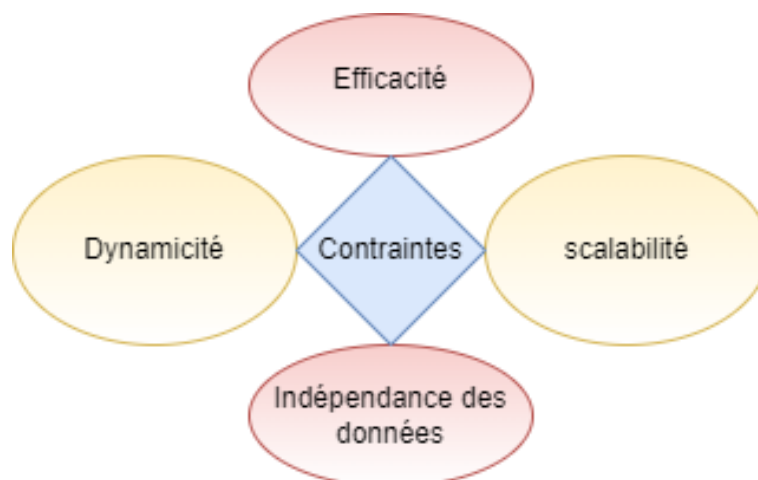 Efficacité
Dynamicité
Contraintes
scalabilité
Indépendance des
données